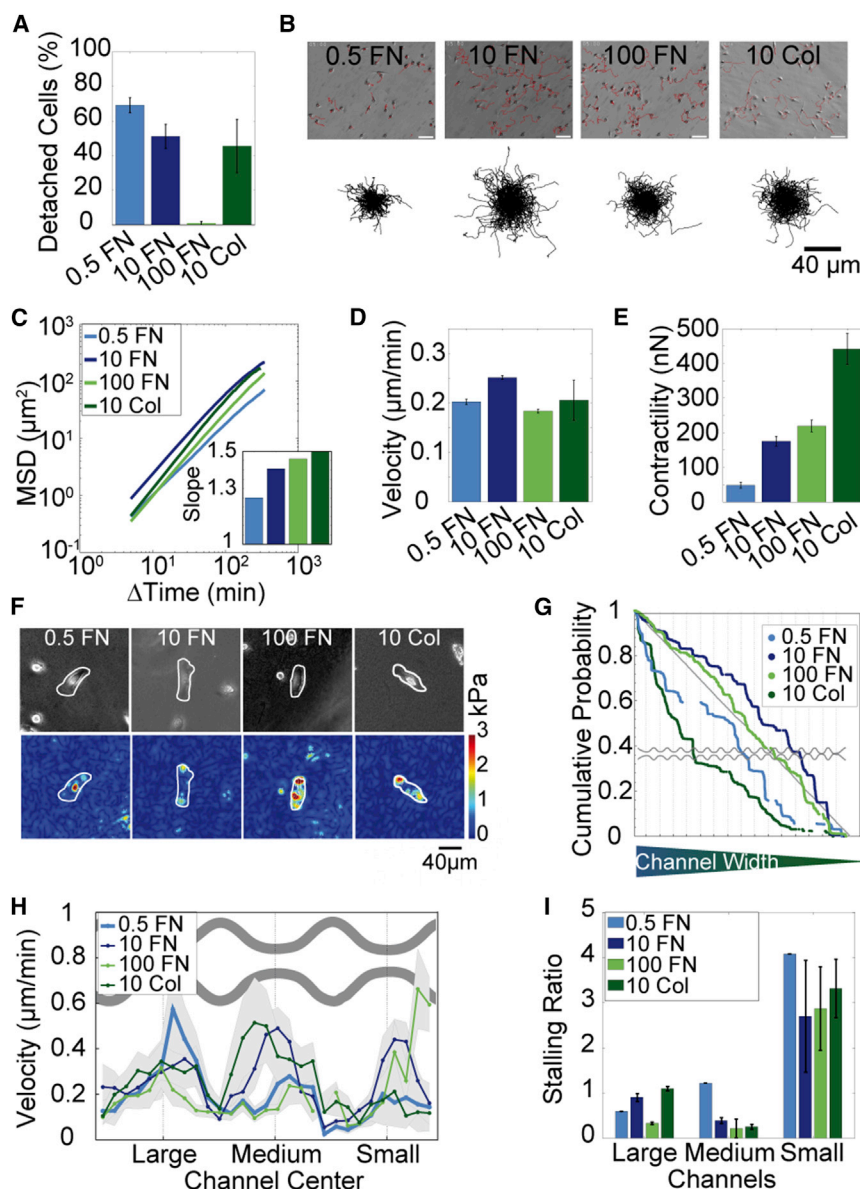 A
Detached Cells (%)
100
80
60
40
20
0
0.5 FN
10 FN
100 FN
10 Col
B
0.5 FN
10 FN
100 FN
10 Col
40 µm
C
MSD (µm²)
10³
10²
10¹
10⁰
10⁻¹
0.5 FN
10 FN
100 FN
10 Col
Slope
1.5
1.3
1
10⁰
10¹
10²
10³
ΔTime (min)
D
Velocity (µm/min)
0.3
0.2
0.1
0
0.5 FN
10 FN
100 FN
10 Col
E
Contractility (nN)
500
400
300
200
100
0
0.5 FN
10 FN
100 FN
10 Col
F
0.5 FN
10 FN
100 FN
10 Col
kPa
3
2
1
0
40µm
G
Cumulative Probability
1
0.8
0.6
0.4
0.2
0
0.5 FN
10 FN
100 FN
10 Col
Channel Width
H
Velocity (µm/min)
1
0.8
0.6
0.4
0.2
0
0.5 FN
10 FN
100 FN
10 Col
Large
Medium
Small
Channel Center
I
Stalling Ratio
5
4
3
2
1
0
0.5 FN
10 FN
100 FN
10 Col
Large
Medium
Small
Channels